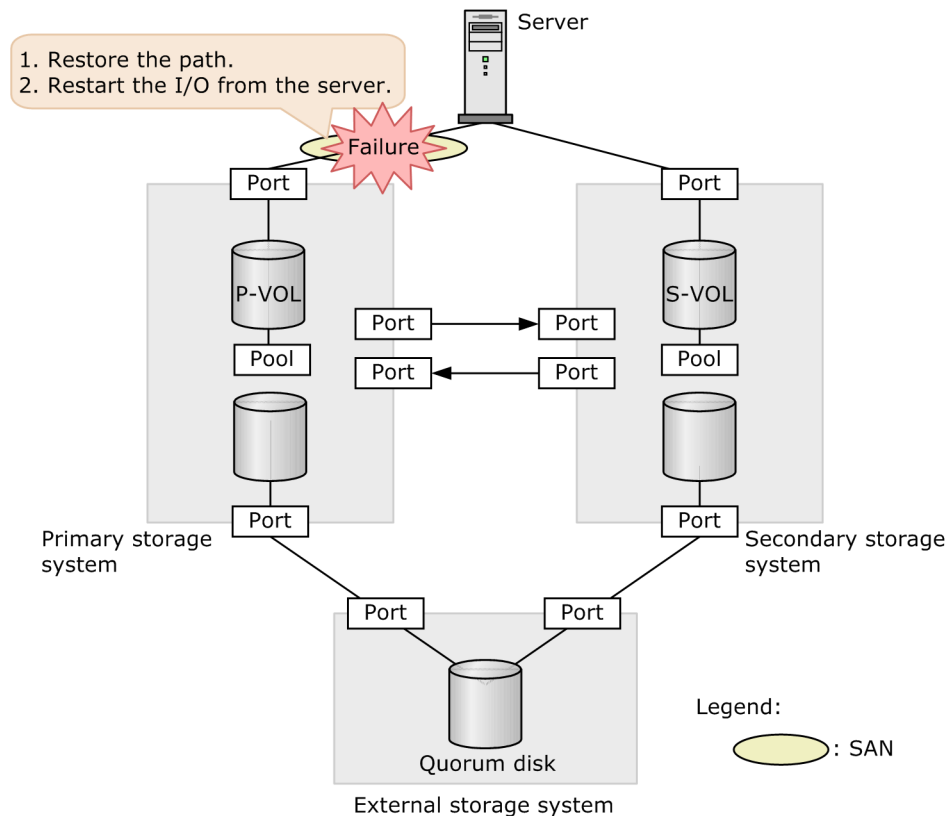 Server
1. Restore the path.
2. Restart the I/O from the server.
Failure
Port
Port
P-VOL
S-VOL
Port
Port
Pool
Pool
Port
Port
Port
Port
Primary storage
system
Secondary storage
system
Port
Port
Legend:
: SAN
Quorum disk
External storage system